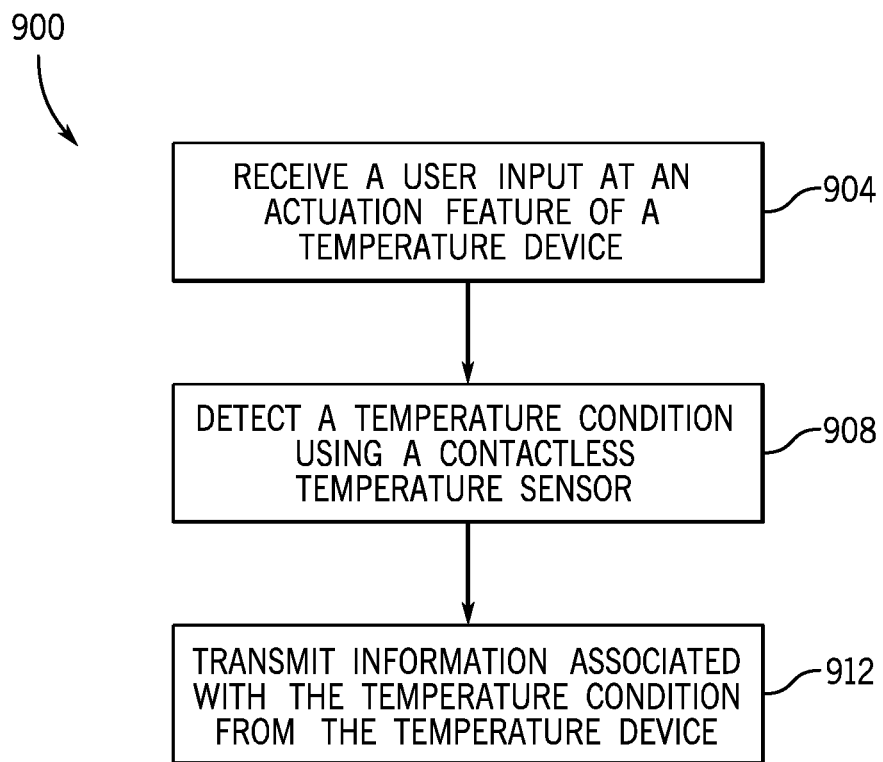 900
RECEIVE A USER INPUT AT AN
ACTUATION FEATURE OF A
TEMPERATURE DEVICE
904
DETECT A TEMPERATURE CONDITION
USING A CONTACTLESS
TEMPERATURE SENSOR
908
TRANSMIT INFORMATION ASSOCIATED
WITH THE TEMPERATURE CONDITION
FROM THE TEMPERATURE DEVICE
912